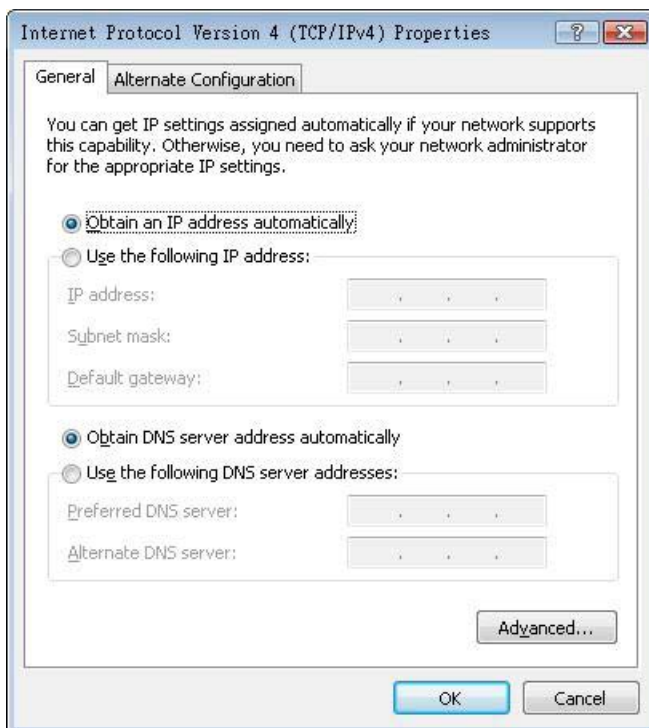 Internet Protocol Version 4 (TCP/IPv4) Properties
General
Alternate Configuration
You can get IP settings assigned automatically if your network supports
this capability. Otherwise, you need to ask your network administrator
for the appropriate IP settings.
Obtain an IP address automatically
Use the following IP address:
IP address:
Subnet mask:
Default gateway:
Obtain DNS server address automatically
Use the following DNS server addresses:
Preferred DNS server:
Alternate DNS server:
Advanced...
OK
Cancel